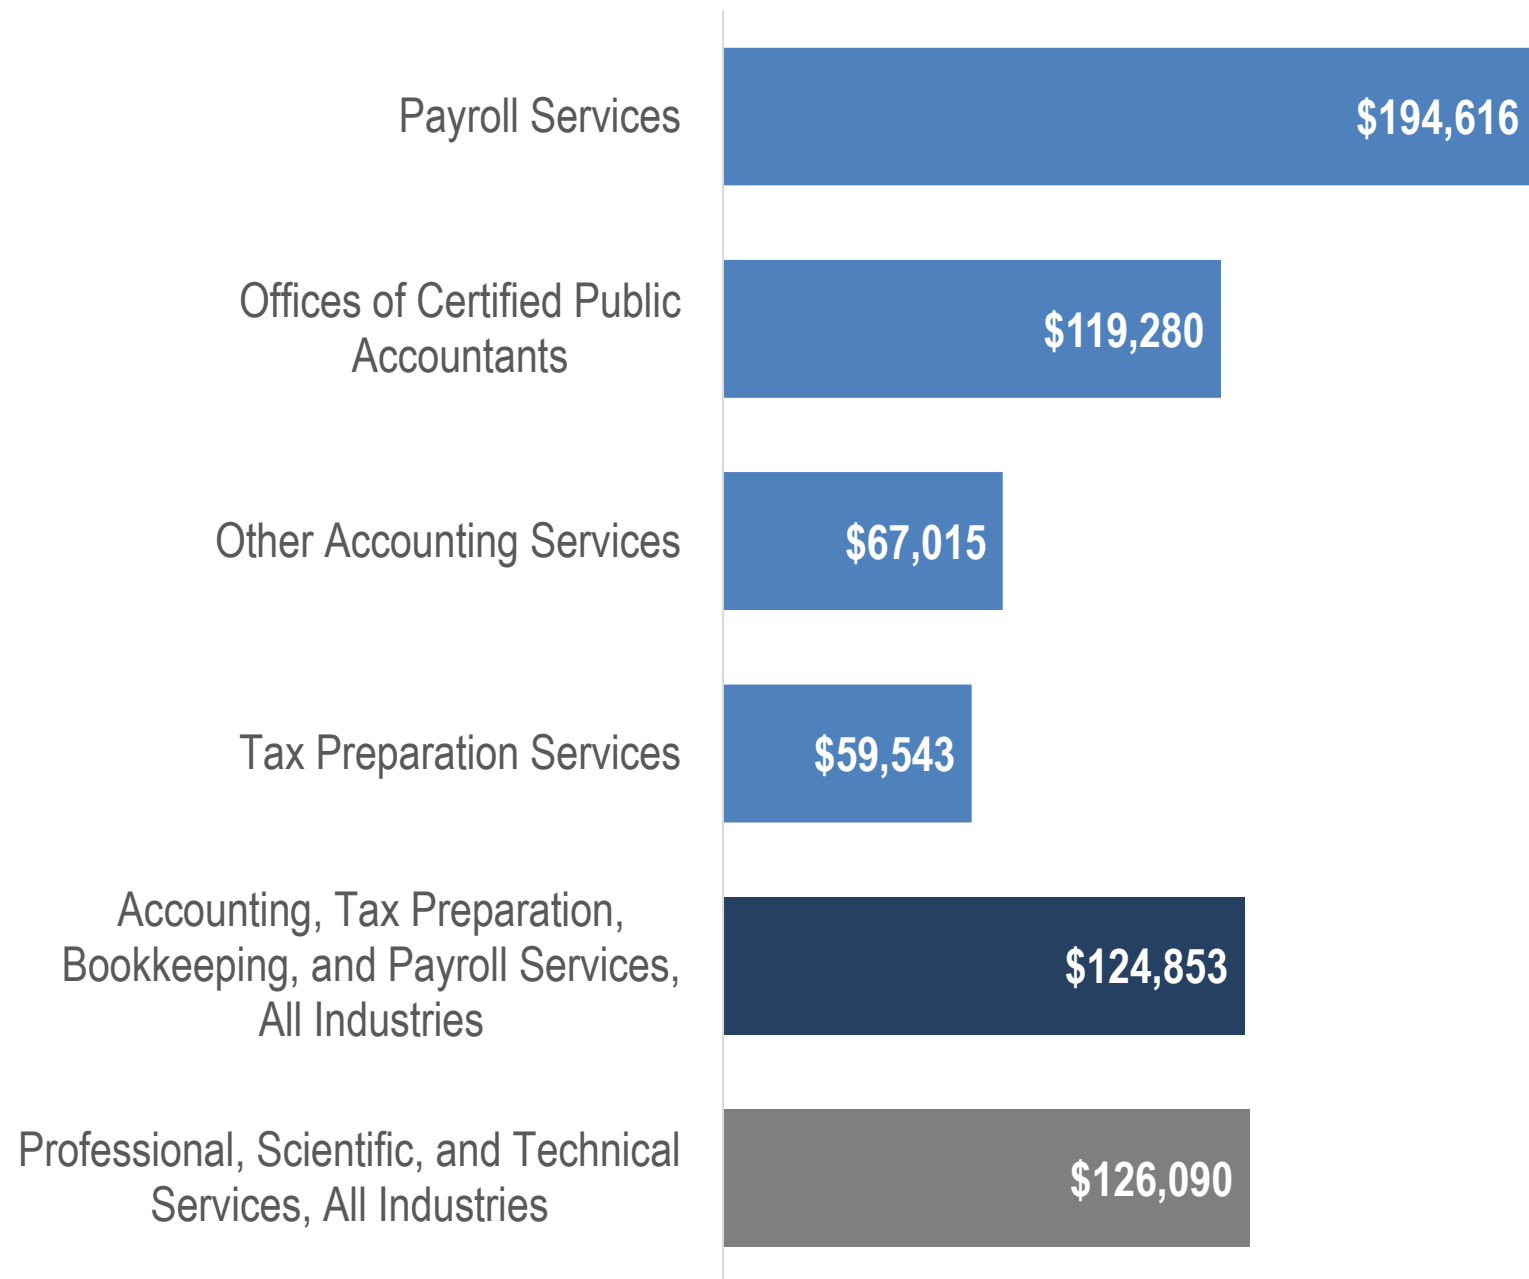 Payroll Services
$194,616
Offices of Certified Public
Accountants
$119,280
Other Accounting Services
$67,015
Tax Preparation Services
$59,543
Accounting, Tax Preparation,
Bookkeeping, and Payroll Services,
All Industries
$124,853
Professional, Scientific, and Technical
Services, All Industries
$126,090